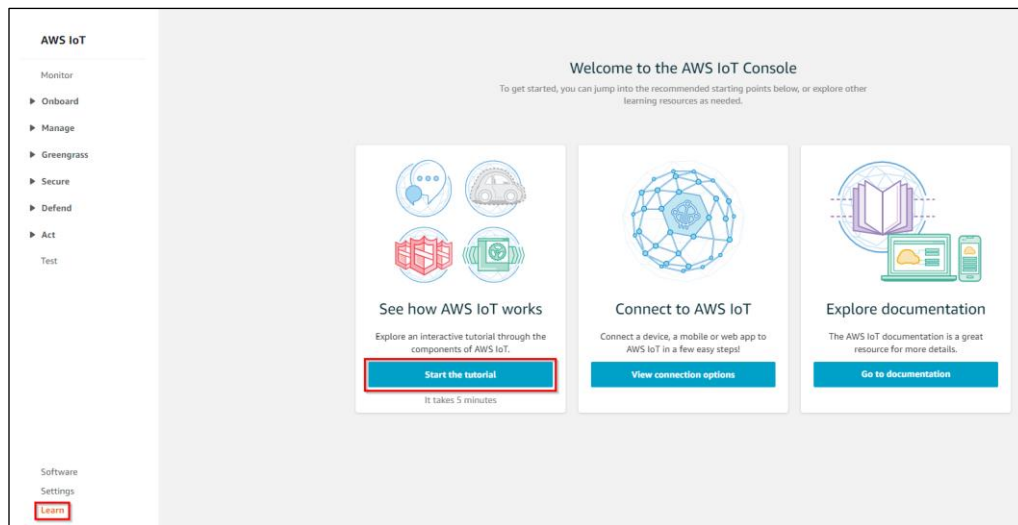 AWS IoT
Monitor
Onboard
Manage
Greengrass
Secure
Defend
Act
Test
Software
Settings
Learn
Welcome to the AWS IoT Console
To get started, you can jump into the recommended starting points below, or explore other
learning resources as needed.
See how AWS IoT works
Explore an interactive tutorial through the
components of AWS IoT.
Start the tutorial
It takes 5 minutes
Connect to AWS IoT
Connect a device, a mobile or web app to
AWS IoT in a few easy steps!
View connection options
Explore documentation
The AWS IoT documentation is a great
resource for more details.
Go to documentation